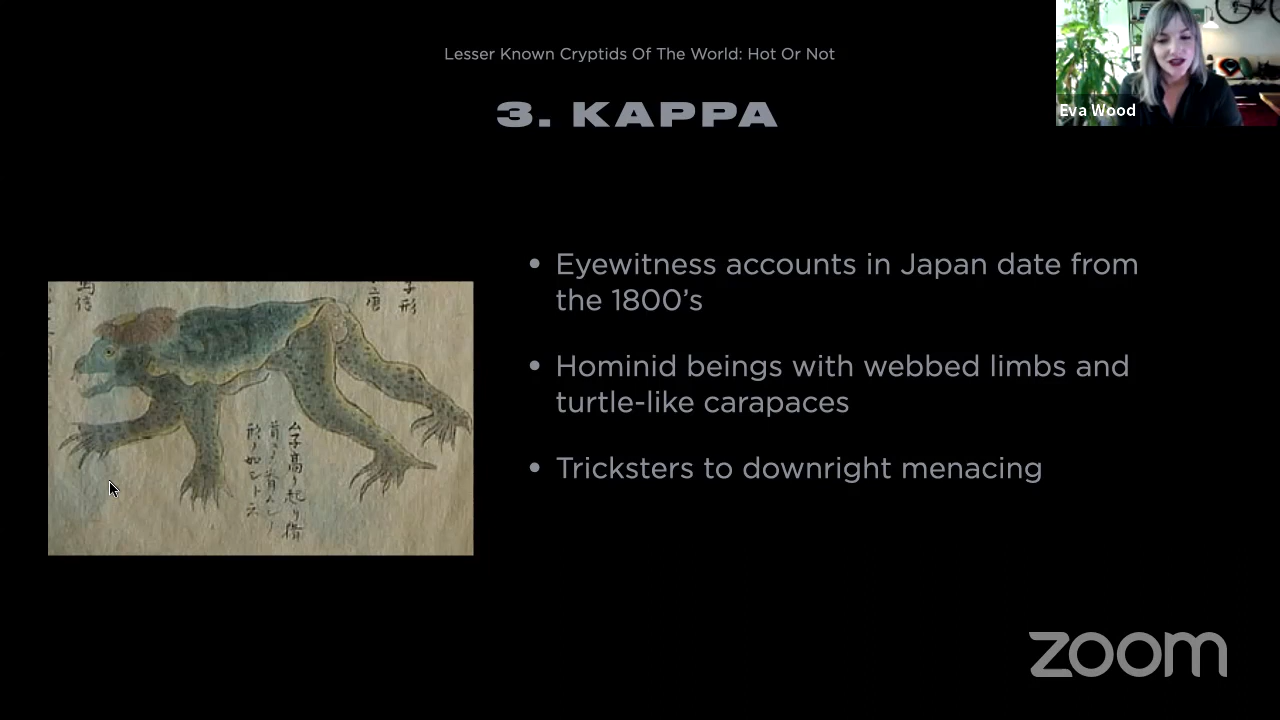 Lesser Known Cryptids Of The World: Hot Or Not
3. KAPPA
Eva Wood
• Eyewitness accounts in Japan date from
the 1800’s
• Hominid beings with webbed limbs and
turtle-like carapaces
• Tricksters to downright menacing
zoom